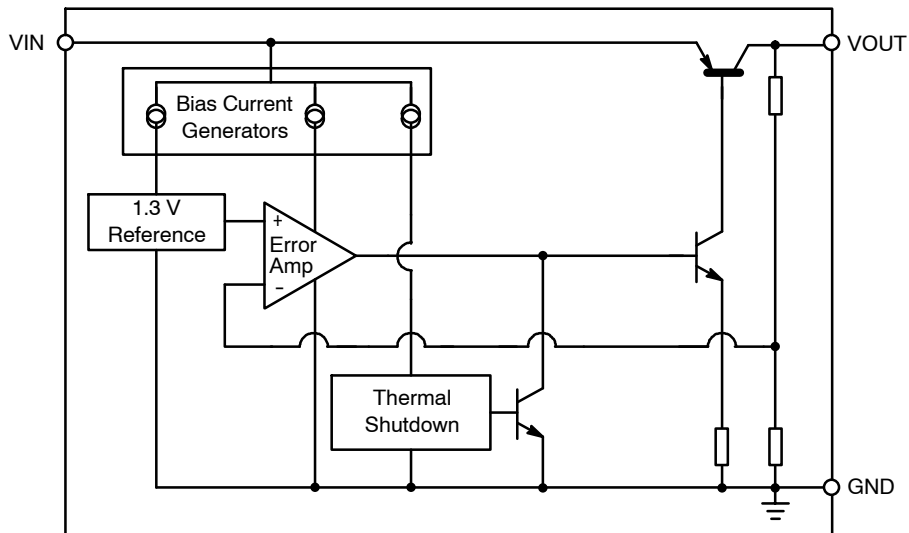 VIN
VOUT
Bias Current
Generators
1.3 V
Reference
+
Error
Amp
−
Thermal
Shutdown
GND